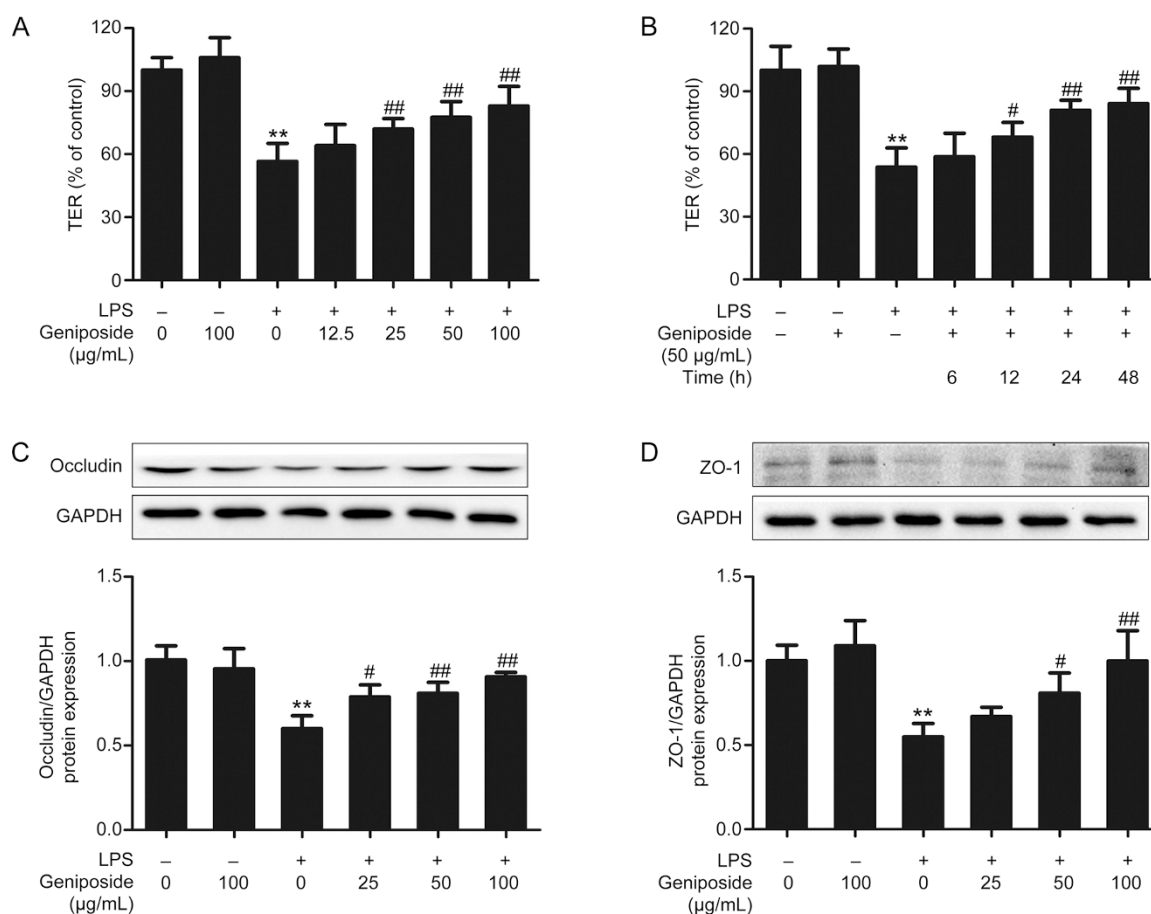 A
TER (% of control)
120
90
60
30
0
**
##
##
##
LPS – – + + + + +
Geniposide 0 100 0 12.5 25 50 100
(µg/mL)
B
TER (% of control)
120
90
60
30
0
**
#
##
##
LPS – – + + + + +
Geniposide – + – + + + +
(50 µg/mL)
Time (h) 6 12 24 48
C
Occludin
GAPDH
Occludin/GAPDH
protein expression
1.5
1.0
0.5
0.0
**
#
##
##
LPS – – + + + +
Geniposide 0 100 0 25 50 100
(µg/mL)
D
ZO-1
GAPDH
ZO-1/GAPDH
protein expression
1.5
1.0
0.5
0.0
**
#
##
LPS – – + + + +
Geniposide 0 100 0 25 50 100
(µg/mL)